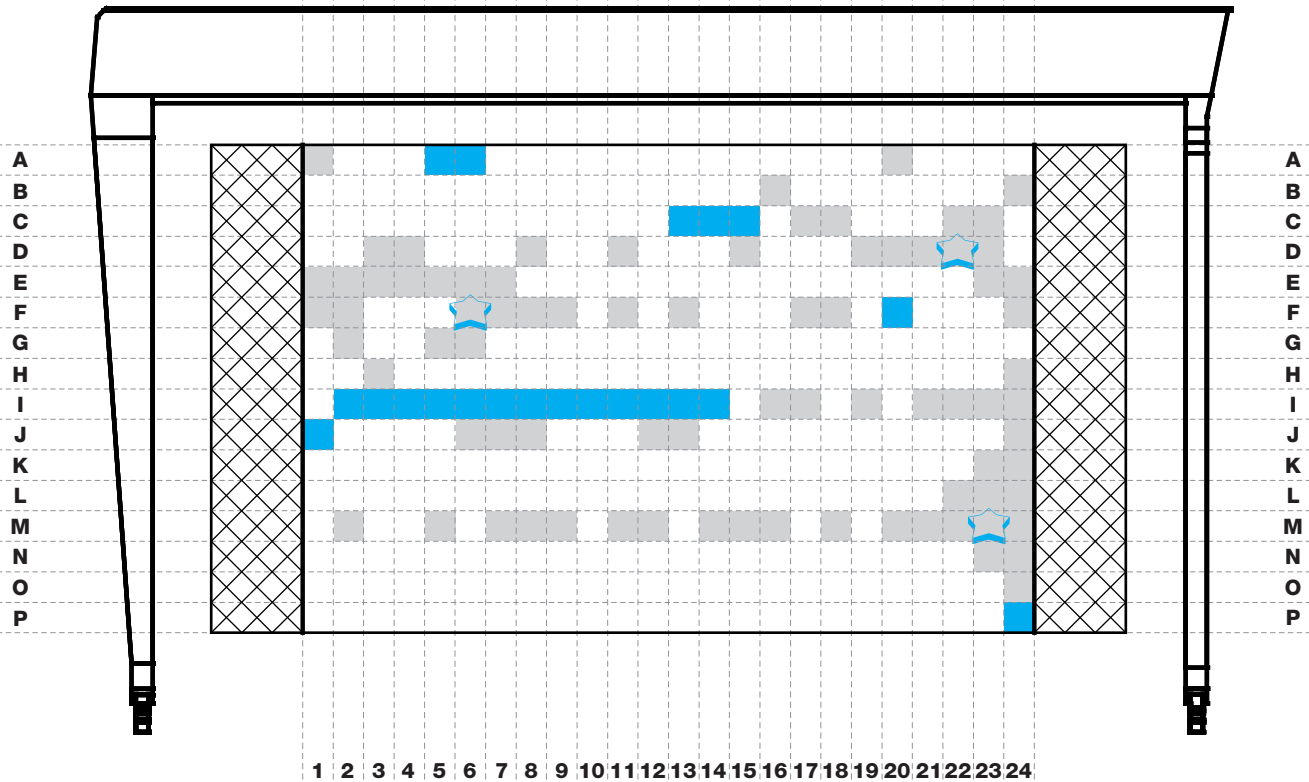 A A
B B
C C
D D
E E
F F
G G
H H
I I
J J
K K
L L
M M
N N
O O
P P
1 2 3 4 5 6 7 8 9 10 11 12 13 14 15 16 17 18 19 20 21 22 23 24